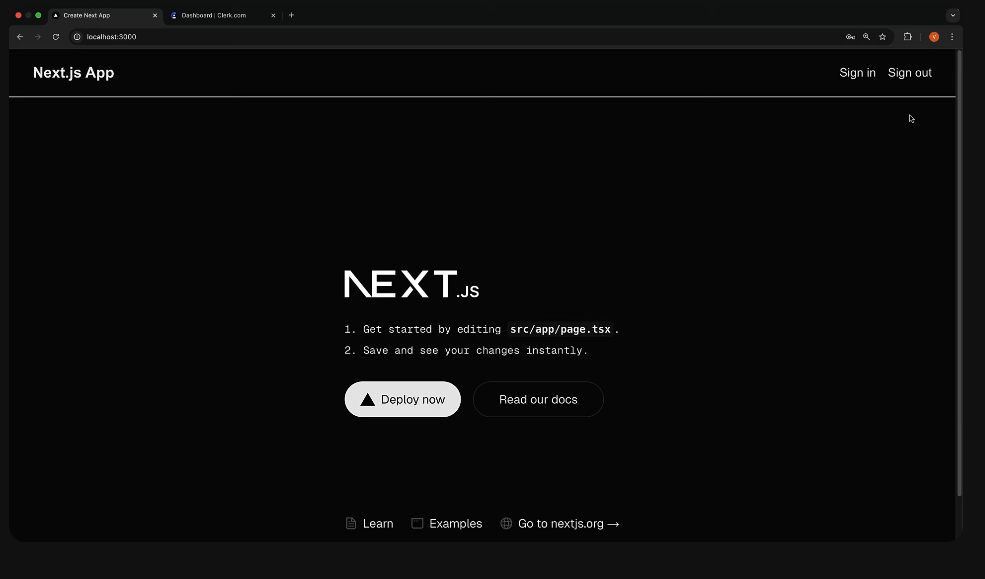 Create Next App
Dashboard | Clerk.com
localhost:3000
V
Next.js App
Sign in
Sign out
NEXT.JS
1. Get started by editing src/app/page.tsx.
2. Save and see your changes instantly.
Deploy now
Read our docs
Learn
Examples
Go to nextjs.org →